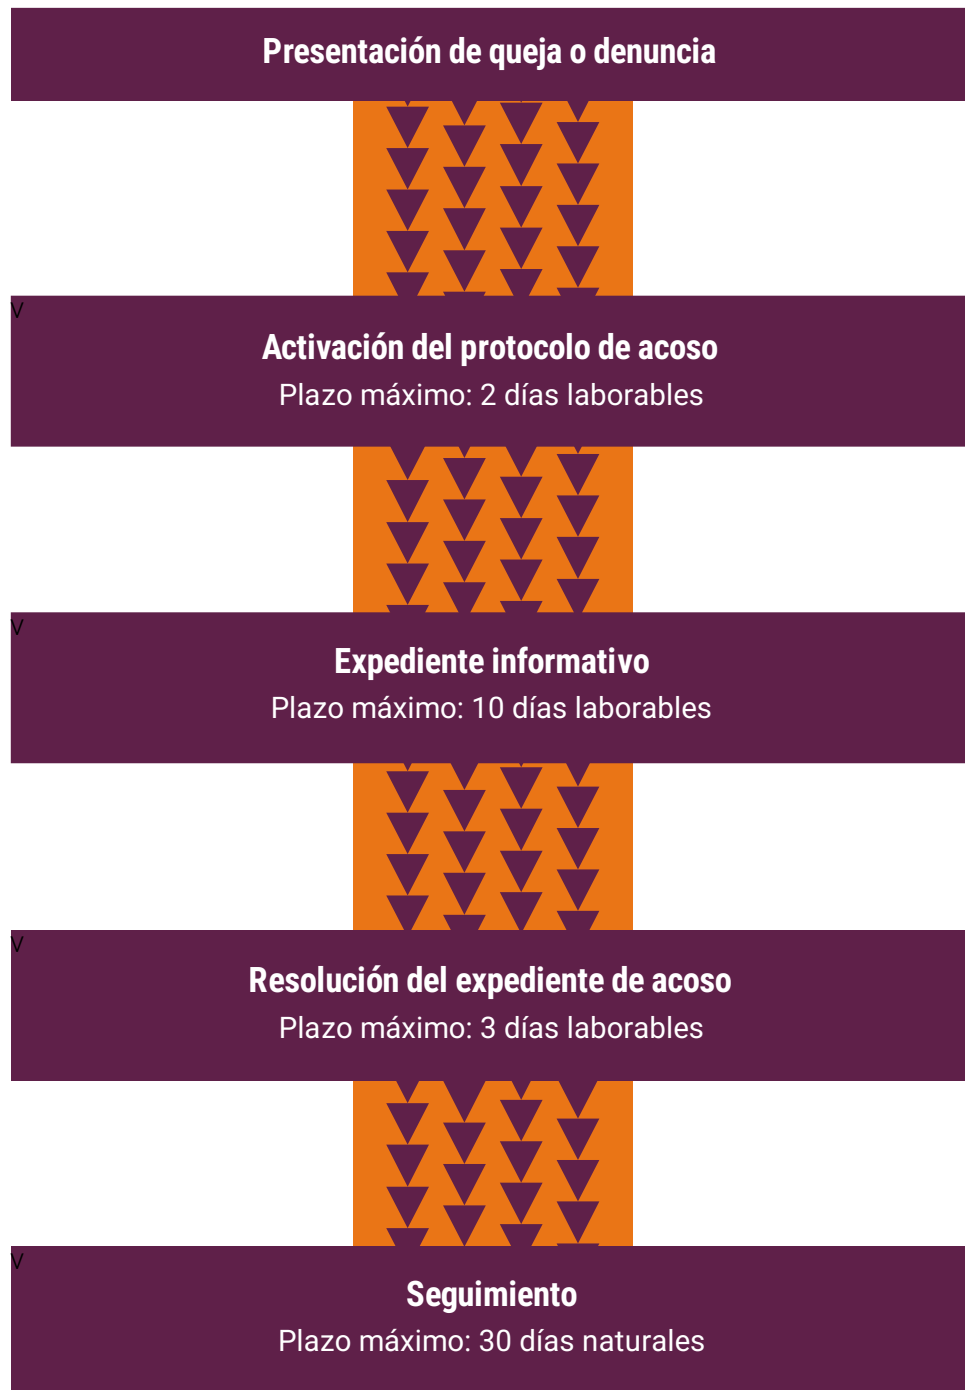 Presentación de queja o denuncia
V
Activación del protocolo de acoso
Plazo máximo: 2 días laborables
V
Expediente informativo
Plazo máximo: 10 días laborables
V
Resolución del expediente de acoso
Plazo máximo: 3 días laborables
V
Seguimiento
Plazo máximo: 30 días naturales